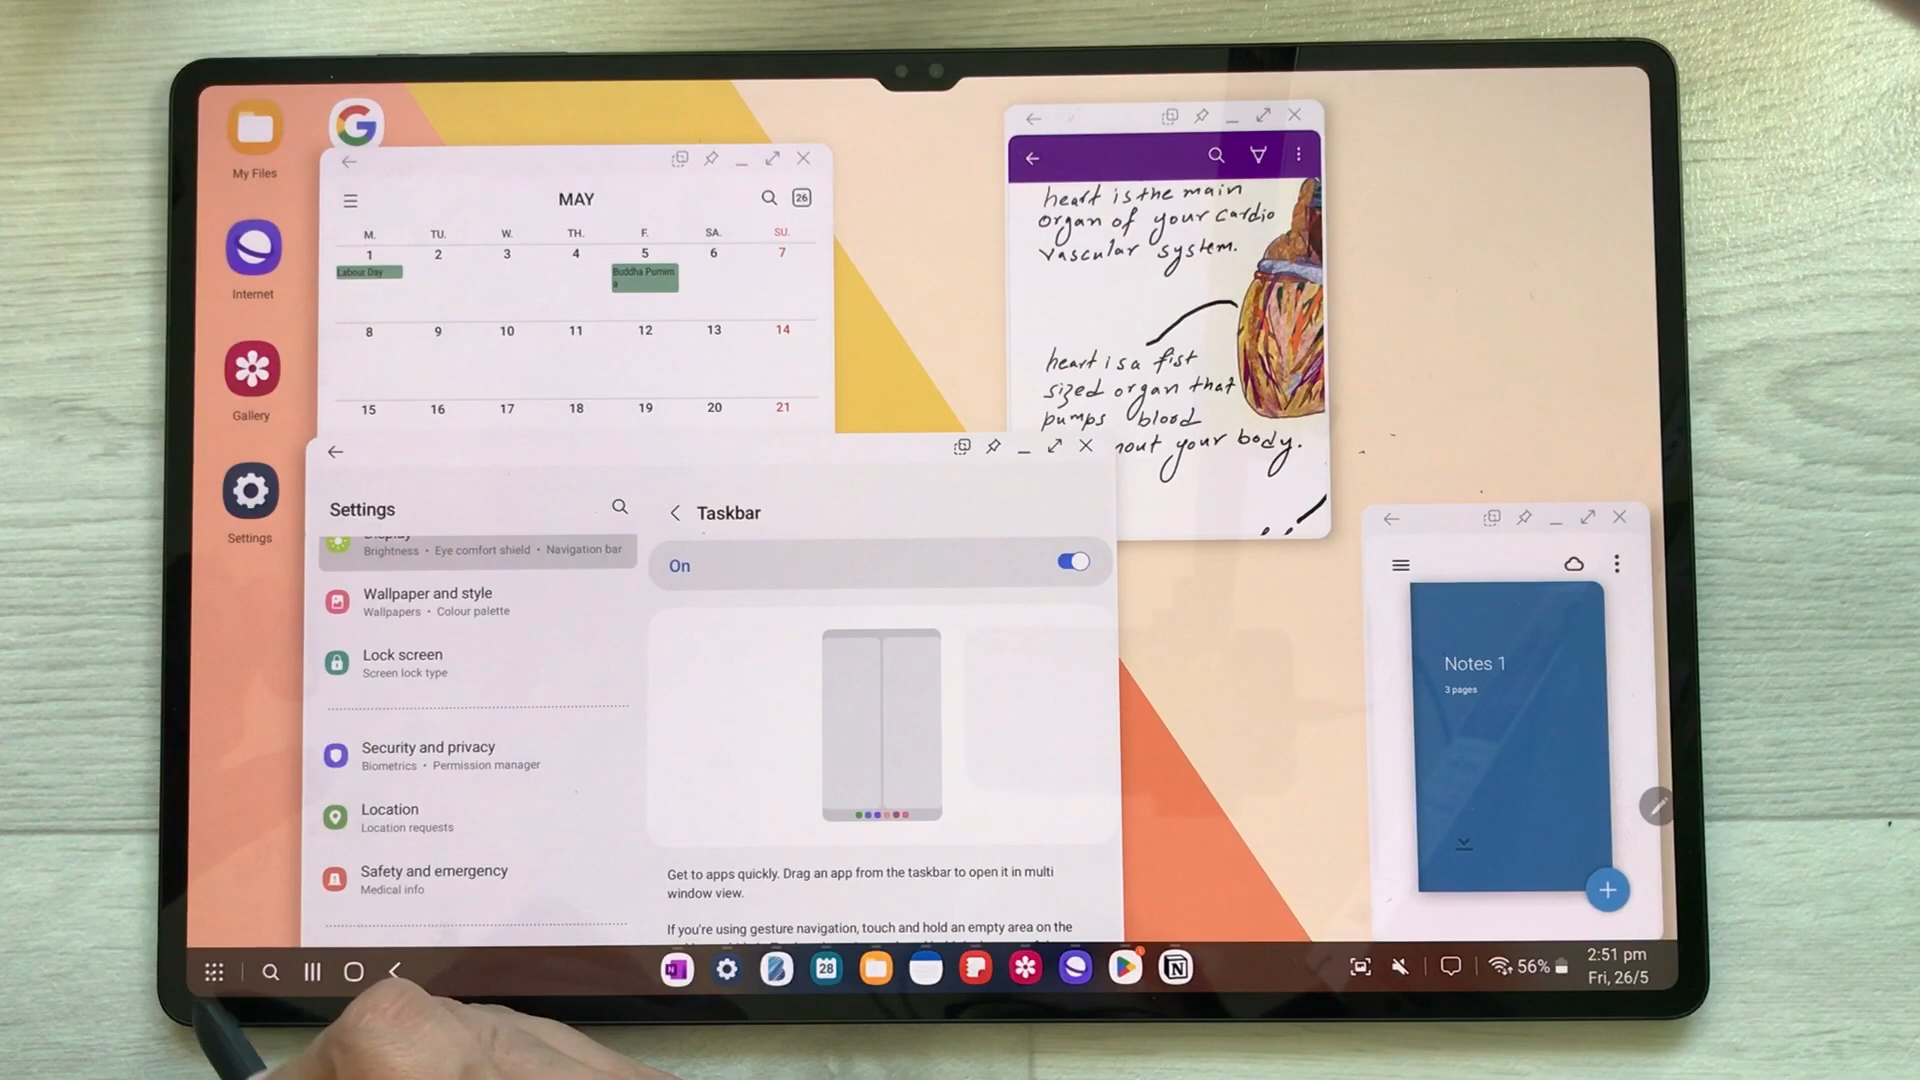 My Files
Internet
Gallery
Settings
MAY
26
M. TU. W. TH. F. SA. SU.
1 2 3 4 5 6 7
Labour Day
Buddha Purnim
a
8 9 10 11 12 13 14
15 16 17 18 19 20 21
heart is the main
organ of your cardio
vascular system.
heart is a fist
sized organ that
pumps blood
hout your body.
Settings
Display
Brightness • Eye comfort shield • Navigation bar
Wallpaper and style
Wallpapers • Colour palette
Lock screen
Screen lock type
Security and privacy
Biometrics • Permission manager
Location
Location requests
Safety and emergency
Medical info
Taskbar
On
Get to apps quickly. Drag an app from the taskbar to open it in multi
window view.
If you're using gesture navigation, touch and hold an empty area on the
Notes 1
3 pages
N
28
N
56%
2:51 pm
Fri, 26/5